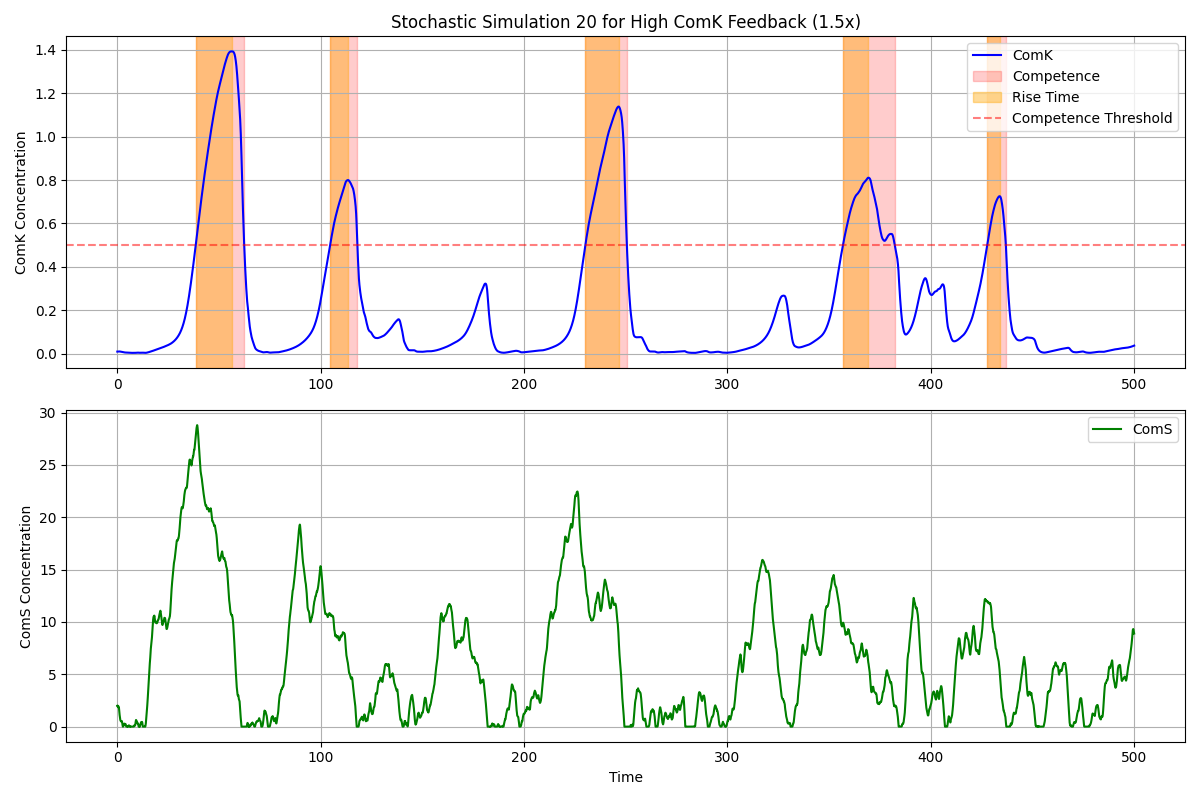 Stochastic Simulation 20 for High ComK Feedback (1.5x)
ComK Concentration
1.4
1.2
1.0
0.8
0.6
0.4
0.2
0.0
ComK
Competence
Rise Time
Competence Threshold
0 100 200 300 400 500
ComS Concentration
30
25
20
15
10
5
0
ComS
0 100 200 300 400 500
Time